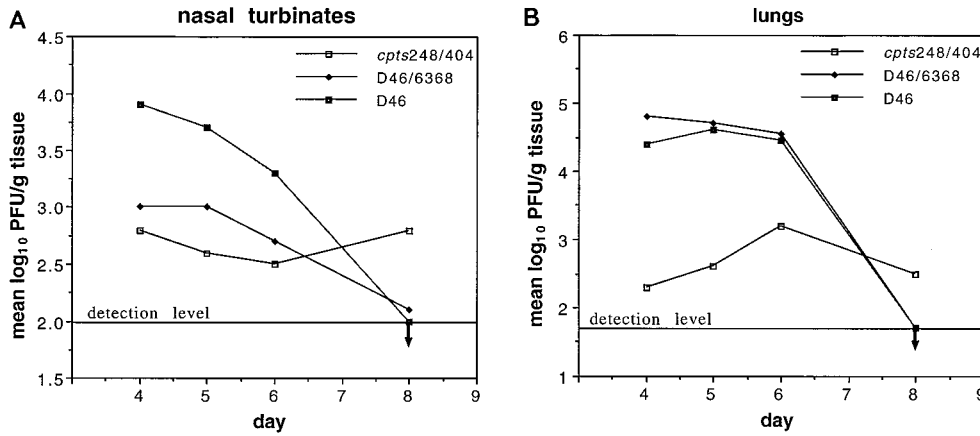 A
nasal turbinates
mean log10 PFU/g tissue
4.5
4.0
3.5
3.0
2.5
2.0
1.5
cpts248/404
D46/6368
D46
detection level
3 4 5 6 7 8 9
day
B
lungs
mean log10 PFU/g tissue
6
5
4
3
2
1
cpts248/404
D46/6368
D46
detection level
3 4 5 6 7 8 9
day